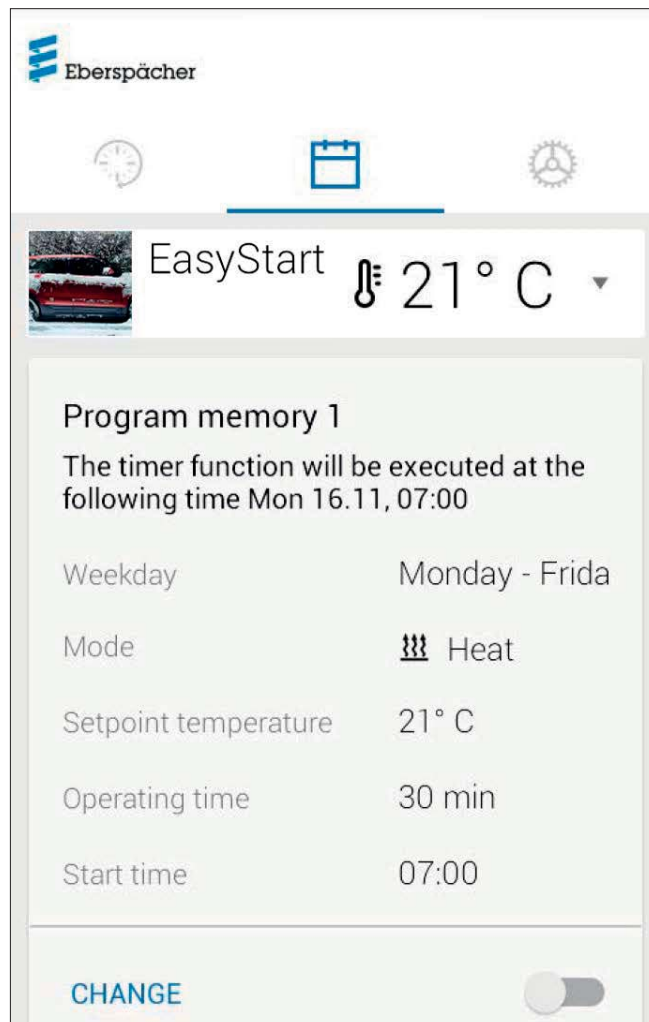 Eberspächer
EasyStart
21° C
Program memory 1
The timer function will be executed at the
following time Mon 16.11, 07:00
Weekday Monday - Frida
Mode Heat
Setpoint temperature 21° C
Operating time 30 min
Start time 07:00
CHANGE